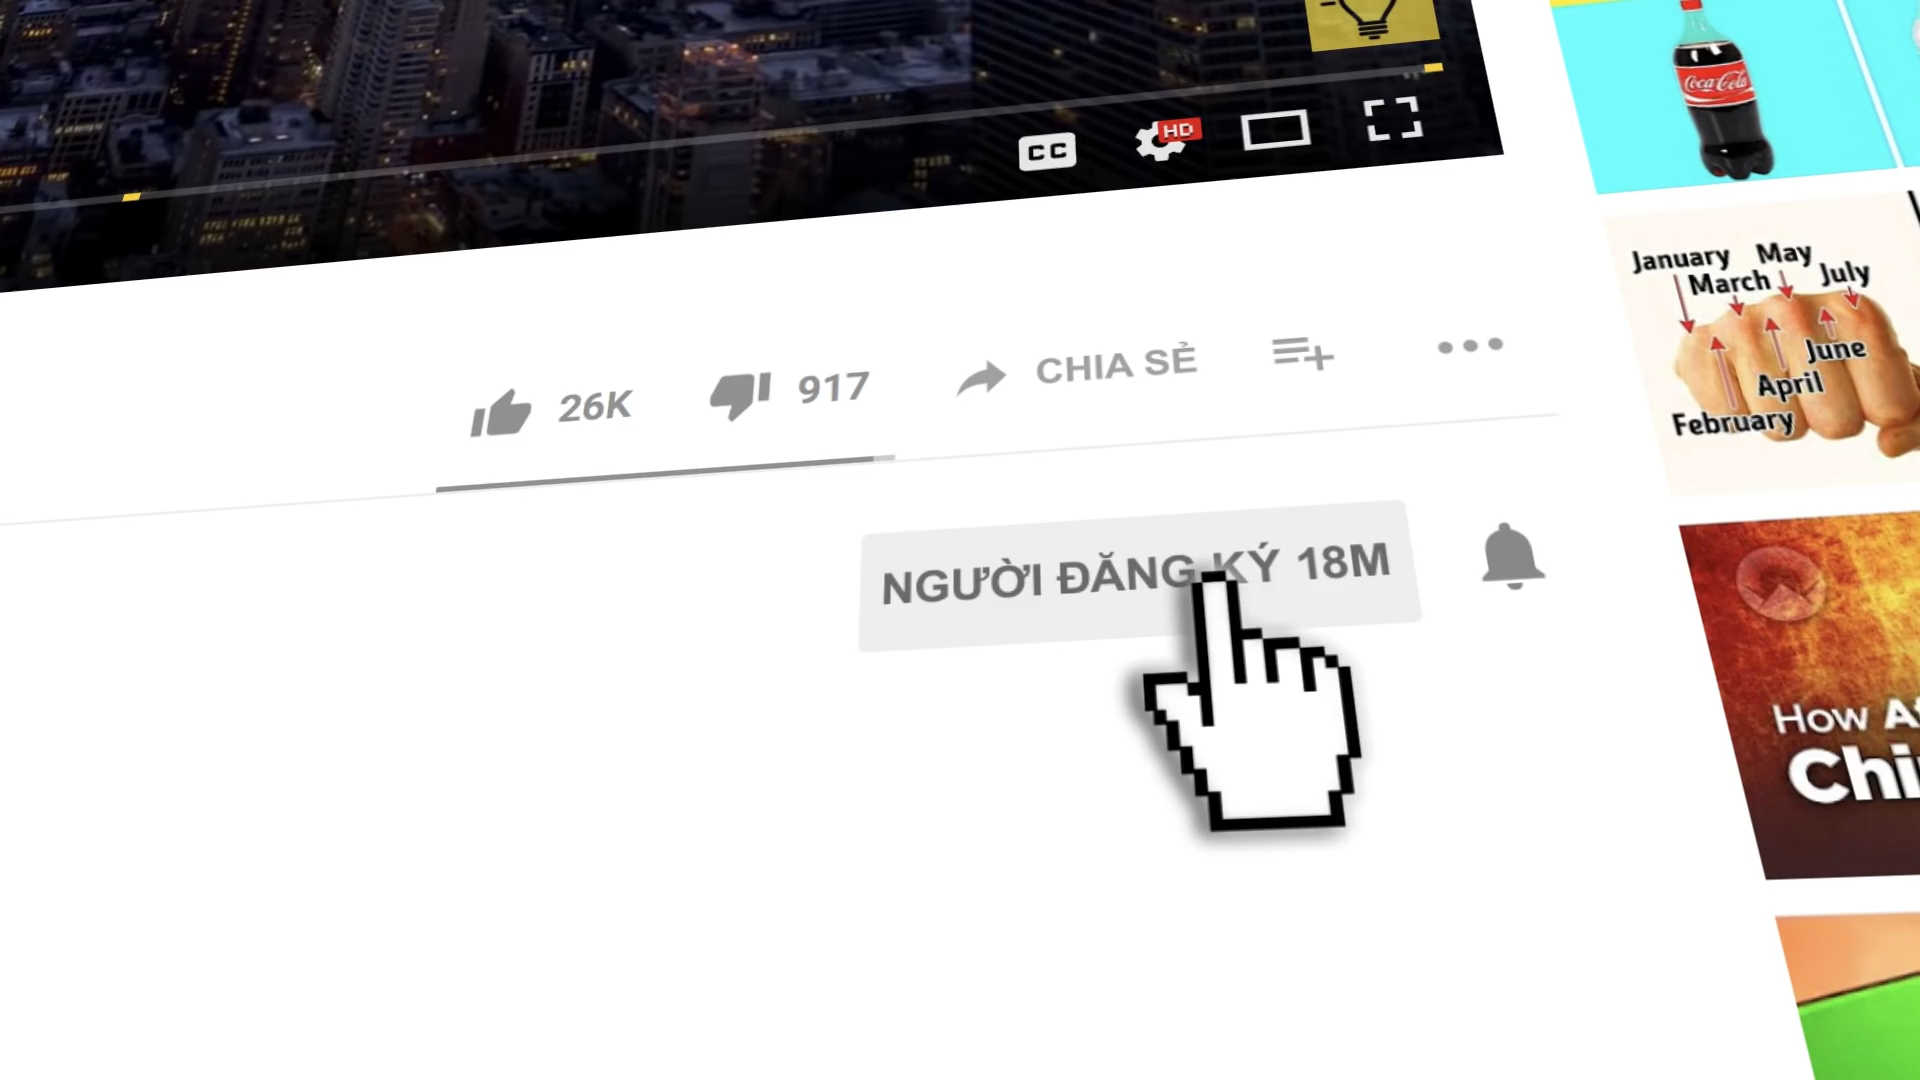 CC
HD
Coca-Cola
26K
917
CHIA SẺ
NGƯỜI ĐĂNG KÝ 18M
January
May
March
July
June
April
February
How
Chi